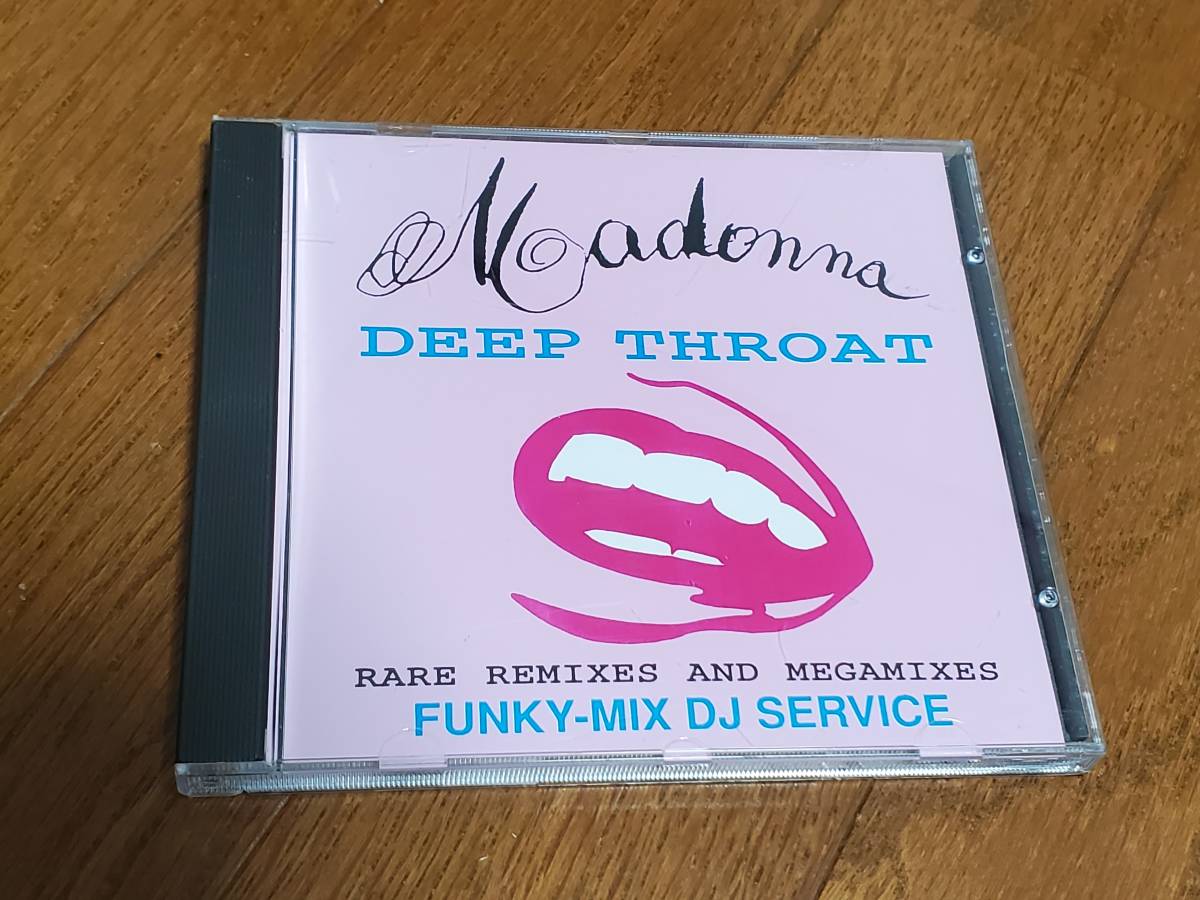 Madonna
DEEP THROAT
RARE REMIXES AND MEGAMIXES
FUNKY-MIX DJ SERVICE